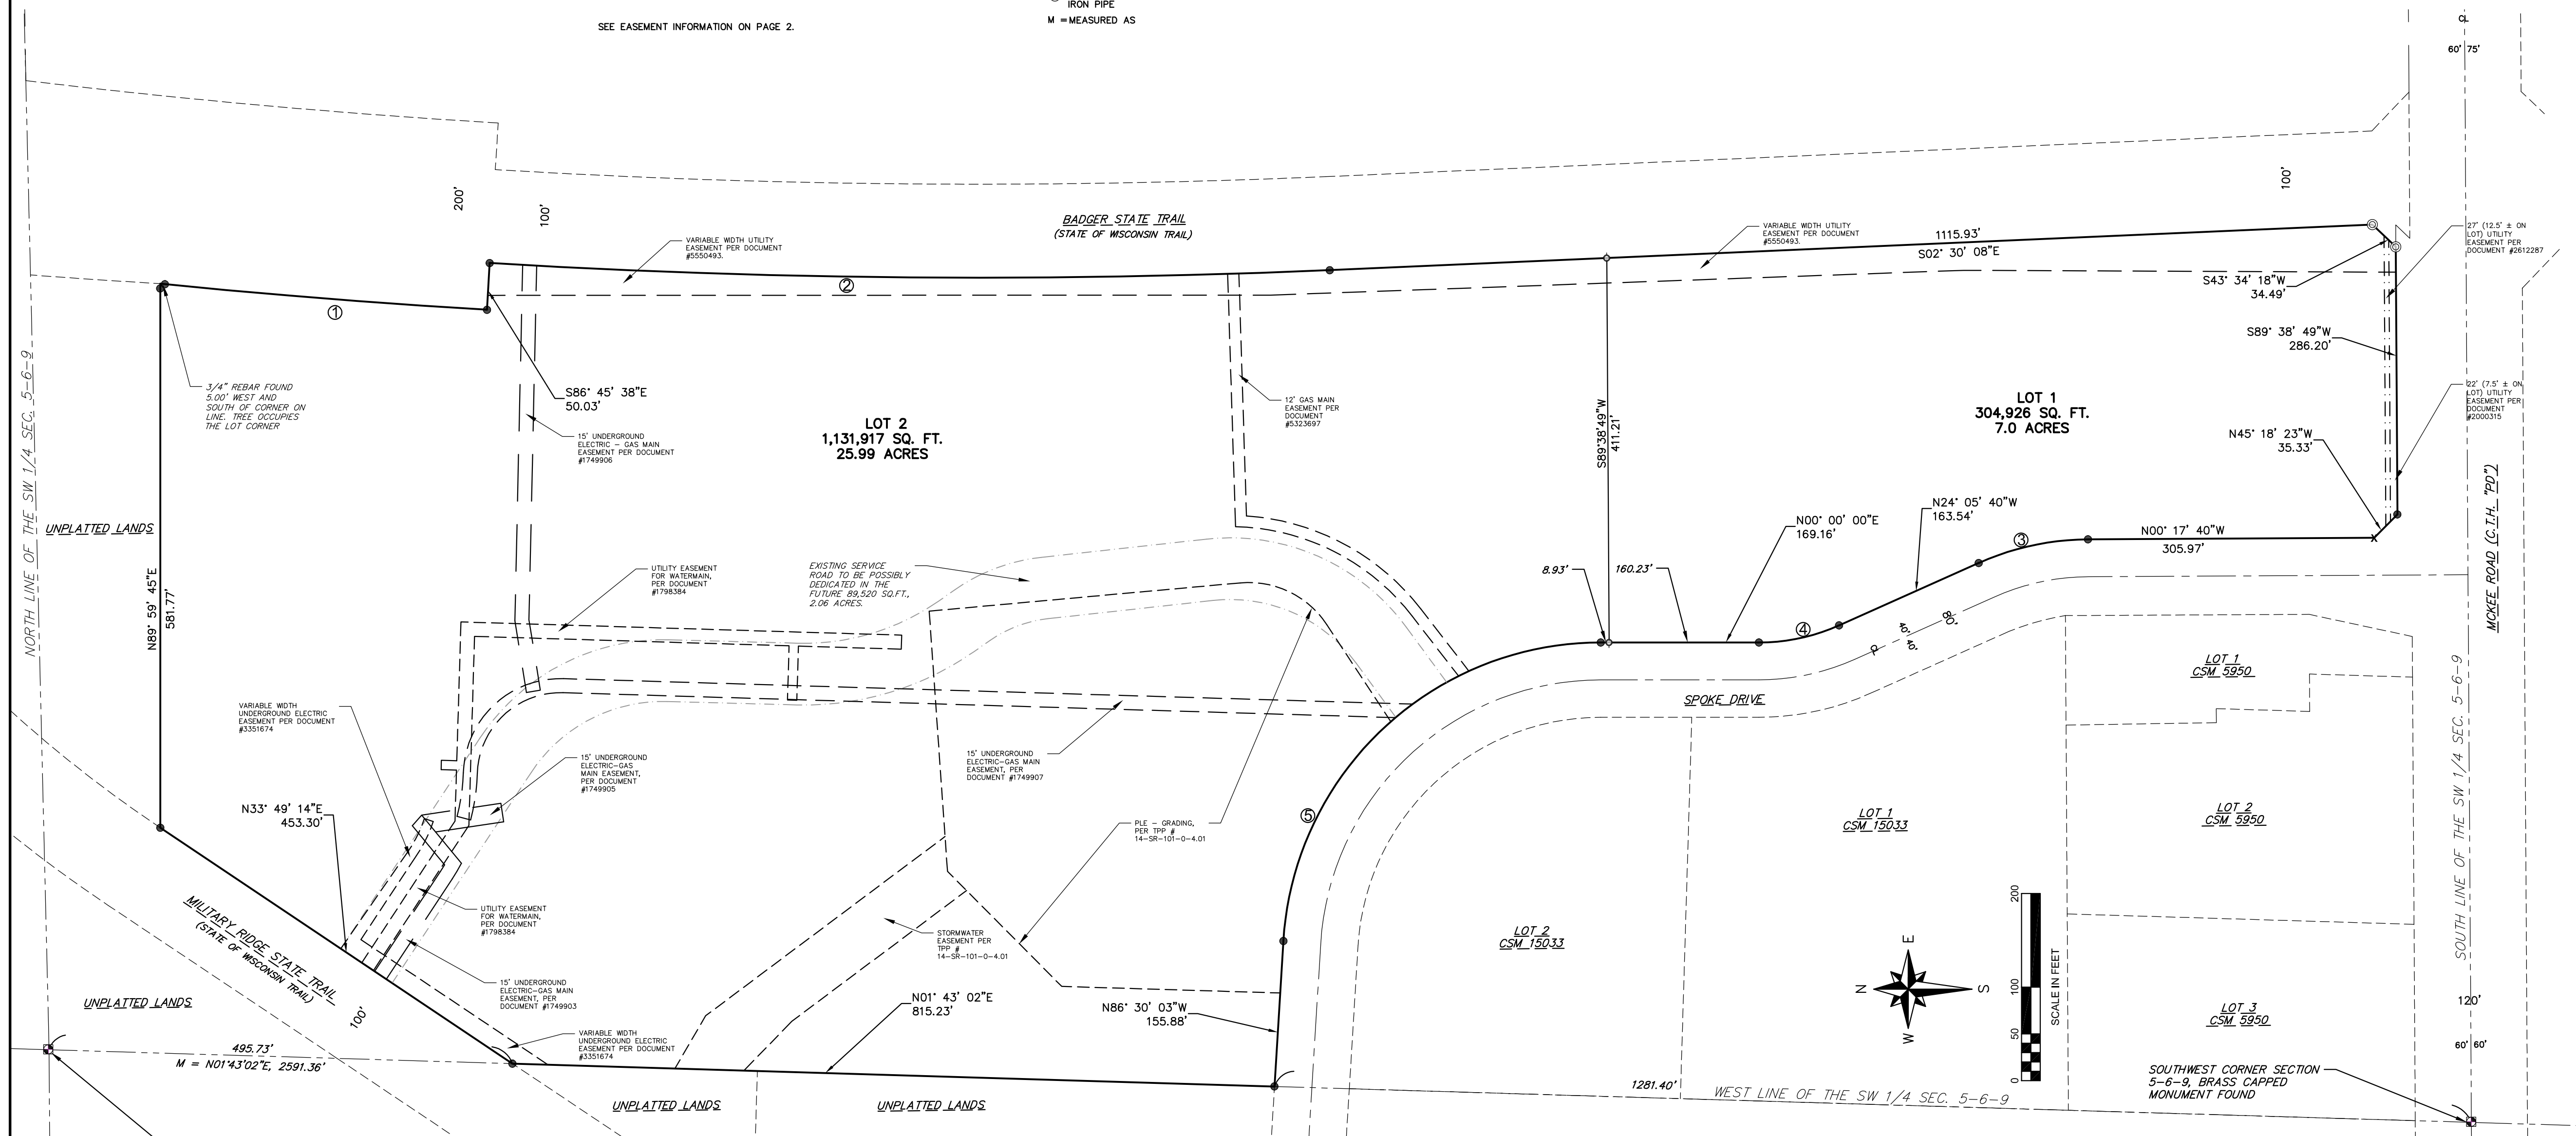 IRON PIPE
M = MEASURED AS
SEE EASEMENT INFORMATION ON PAGE 2.
CL
60' 75'
200'
100'
BADGER STATE TRAIL
(STATE OF WISCONSIN TRAIL)
100'
VARIABLE WIDTH UTILITY
EASEMENT PER DOCUMENT
#5550493.
VARIABLE WIDTH UTILITY
EASEMENT PER DOCUMENT
#5550493.
1115.93'
S02° 30' 08"E
27' (12.5' ± ON
LOT) UTILITY
EASEMENT PER
DOCUMENT #2612287
S43° 34' 18"W
34.49'
1
2
S89° 38' 49"W
286.20'
NORTH LINE OF THE SW 1/4 SEC. 5-6-9
3/4" REBAR FOUND
5.00' WEST AND
SOUTH OF CORNER ON
LINE. TREE OCCUPIES
THE LOT CORNER
S86° 45' 38"E
50.03'
15' UNDERGROUND
ELECTRIC - GAS MAIN
EASEMENT PER DOCUMENT
#1749906
LOT 2
1,131,917 SQ. FT.
25.99 ACRES
12' GAS MAIN
EASEMENT PER
DOCUMENT
#5323697
S89°38'49"W
411.21'
LOT 1
304,926 SQ. FT.
7.0 ACRES
22' (7.5' ± ON
LOT) UTILITY
EASEMENT PER
DOCUMENT
#2000315
N45° 18' 23"W
35.33'
MCKEE ROAD (C.T.H. "PD")
UNPLATTED LANDS
N89° 59' 45"E
581.77'
UTILITY EASEMENT
FOR WATERMAIN,
PER DOCUMENT
#1798384
EXISTING SERVICE
ROAD TO BE POSSIBLY
DEDICATED IN THE
FUTURE 89,520 SQ.FT.,
2.06 ACRES.
8.93'
160.23'
N00° 00' 00"E
169.16'
N24° 05' 40"W
163.54'
3
N00° 17' 40"W
305.97'
4
40' 40'
80'
SPOKE DRIVE
LOT 1
CSM 5950
VARIABLE WIDTH
UNDERGROUND ELECTRIC
EASEMENT PER DOCUMENT
#3351674
15' UNDERGROUND
ELECTRIC-GAS
MAIN EASEMENT,
PER DOCUMENT
#1749905
15' UNDERGROUND
ELECTRIC-GAS MAIN
EASEMENT, PER
DOCUMENT #1749907
N33° 49' 14"E
453.30'
PLE - GRADING,
PER TPP #
14-SR-101-0-4.01
5
LOT 1
CSM 15033
LOT 2
CSM 5950
SOUTH LINE OF THE SW 1/4 SEC. 5-6-9
MILITARY RIDGE STATE TRAIL
(STATE OF WISCONSIN TRAIL)
100'
UTILITY EASEMENT
FOR WATERMAIN,
PER DOCUMENT
#1798384
STORMWATER
EASEMENT PER
TPP #
14-SR-101-0-4.01
LOT 2
CSM 15033
E
N S
W
200
100
50
0
SCALE IN FEET
LOT 3
CSM 5950
120'
60' 60'
UNPLATTED LANDS
15' UNDERGROUND
ELECTRIC-GAS MAIN
EASEMENT, PER
DOCUMENT #1749903
N01° 43' 02"E
815.23'
N86° 30' 03"W
155.88'
VARIABLE WIDTH
UNDERGROUND ELECTRIC
EASEMENT PER DOCUMENT
#3351674
495.73'
M = N01°43'02"E, 2591.36'
UNPLATTED LANDS
UNPLATTED LANDS
1281.40'
WEST LINE OF THE SW 1/4 SEC. 5-6-9
SOUTHWEST CORNER SECTION
5-6-9, BRASS CAPPED
MONUMENT FOUND